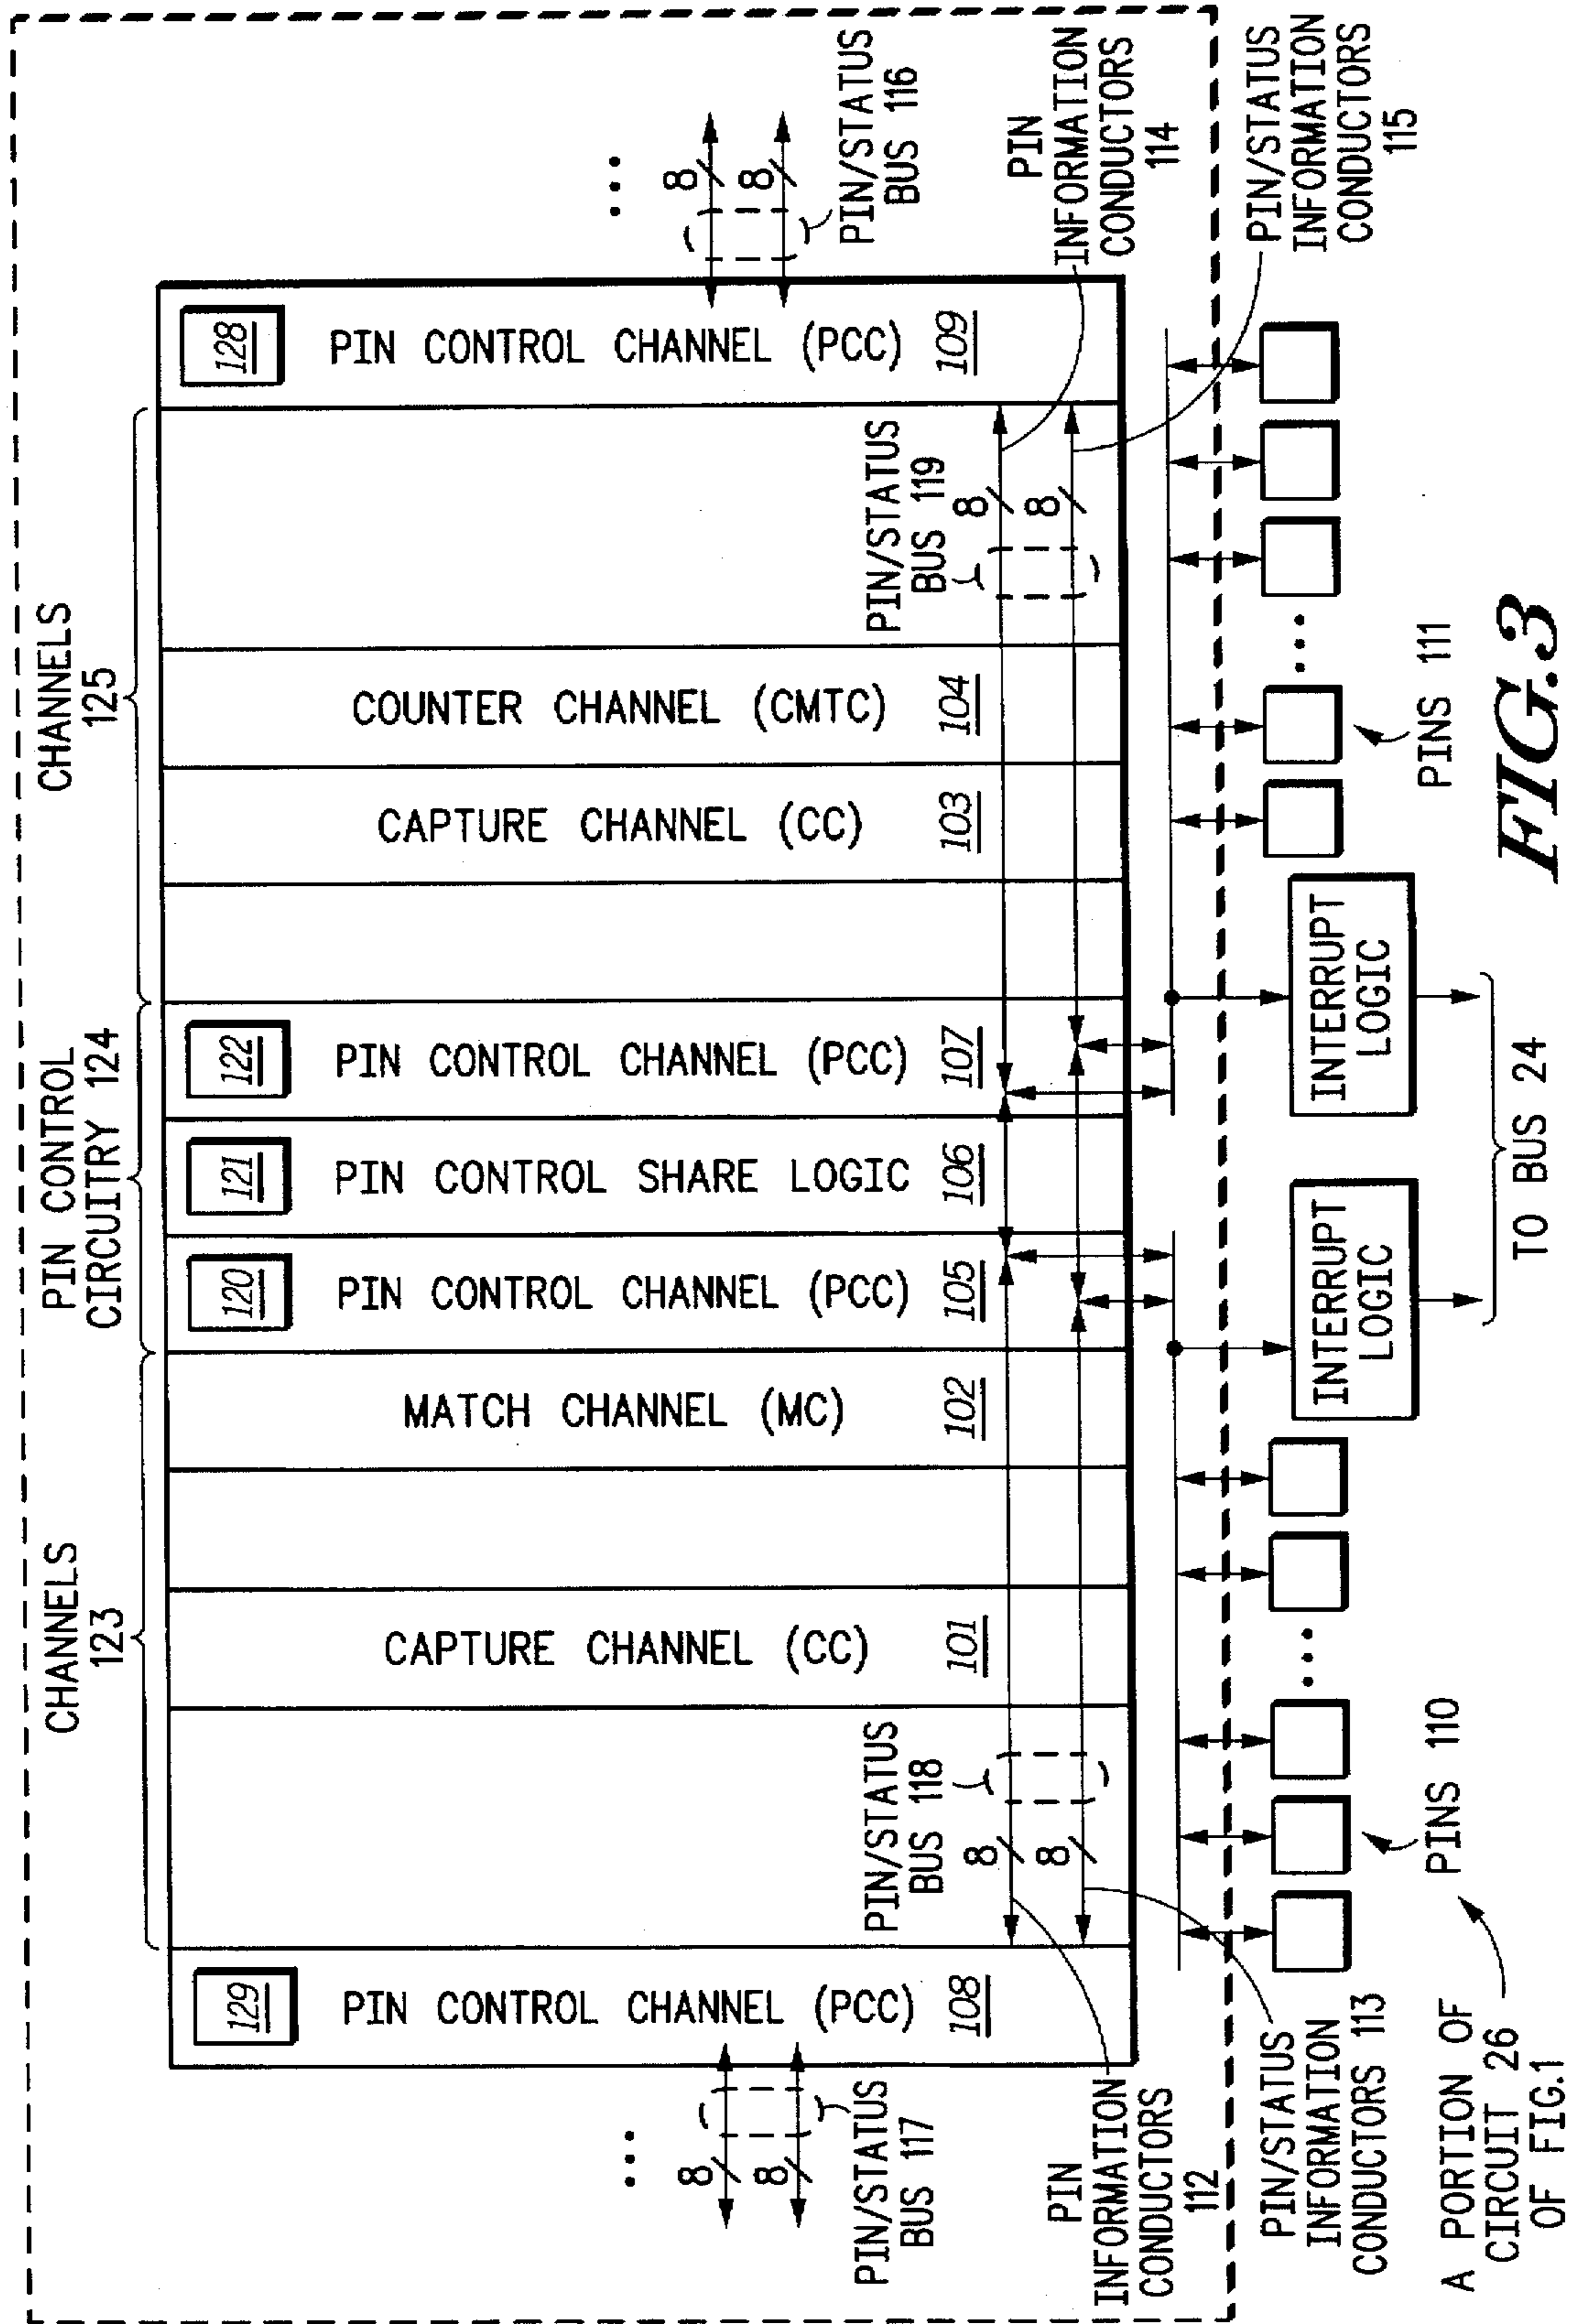 CHANNELS
123
PIN CONTROL
CIRCUITRY 124
CHANNELS
125
129
PIN CONTROL CHANNEL (PCC)
108
CAPTURE CHANNEL (CC)
101
MATCH CHANNEL (MC)
102
120
PIN CONTROL CHANNEL (PCC)
105
121
PIN CONTROL SHARE LOGIC
106
122
PIN CONTROL CHANNEL (PCC)
107
CAPTURE CHANNEL (CC)
103
COUNTER CHANNEL (CMTC)
104
128
PIN CONTROL CHANNEL (PCC)
109
...
8
8
PIN/STATUS
BUS 117
PIN/STATUS
BUS 118
8
8
PIN/STATUS
BUS 119
8
8
...
8
8
PIN/STATUS
BUS 116
PIN
INFORMATION
CONDUCTORS
112
PIN/STATUS
INFORMATION
CONDUCTORS 113
PIN
INFORMATION
CONDUCTORS
114
PIN/STATUS
INFORMATION
CONDUCTORS
115
...
PINS 110
INTERRUPT
LOGIC
INTERRUPT
LOGIC
...
PINS 111
TO BUS 24
A PORTION OF
CIRCUIT 26
OF FIG.1
FIG.3